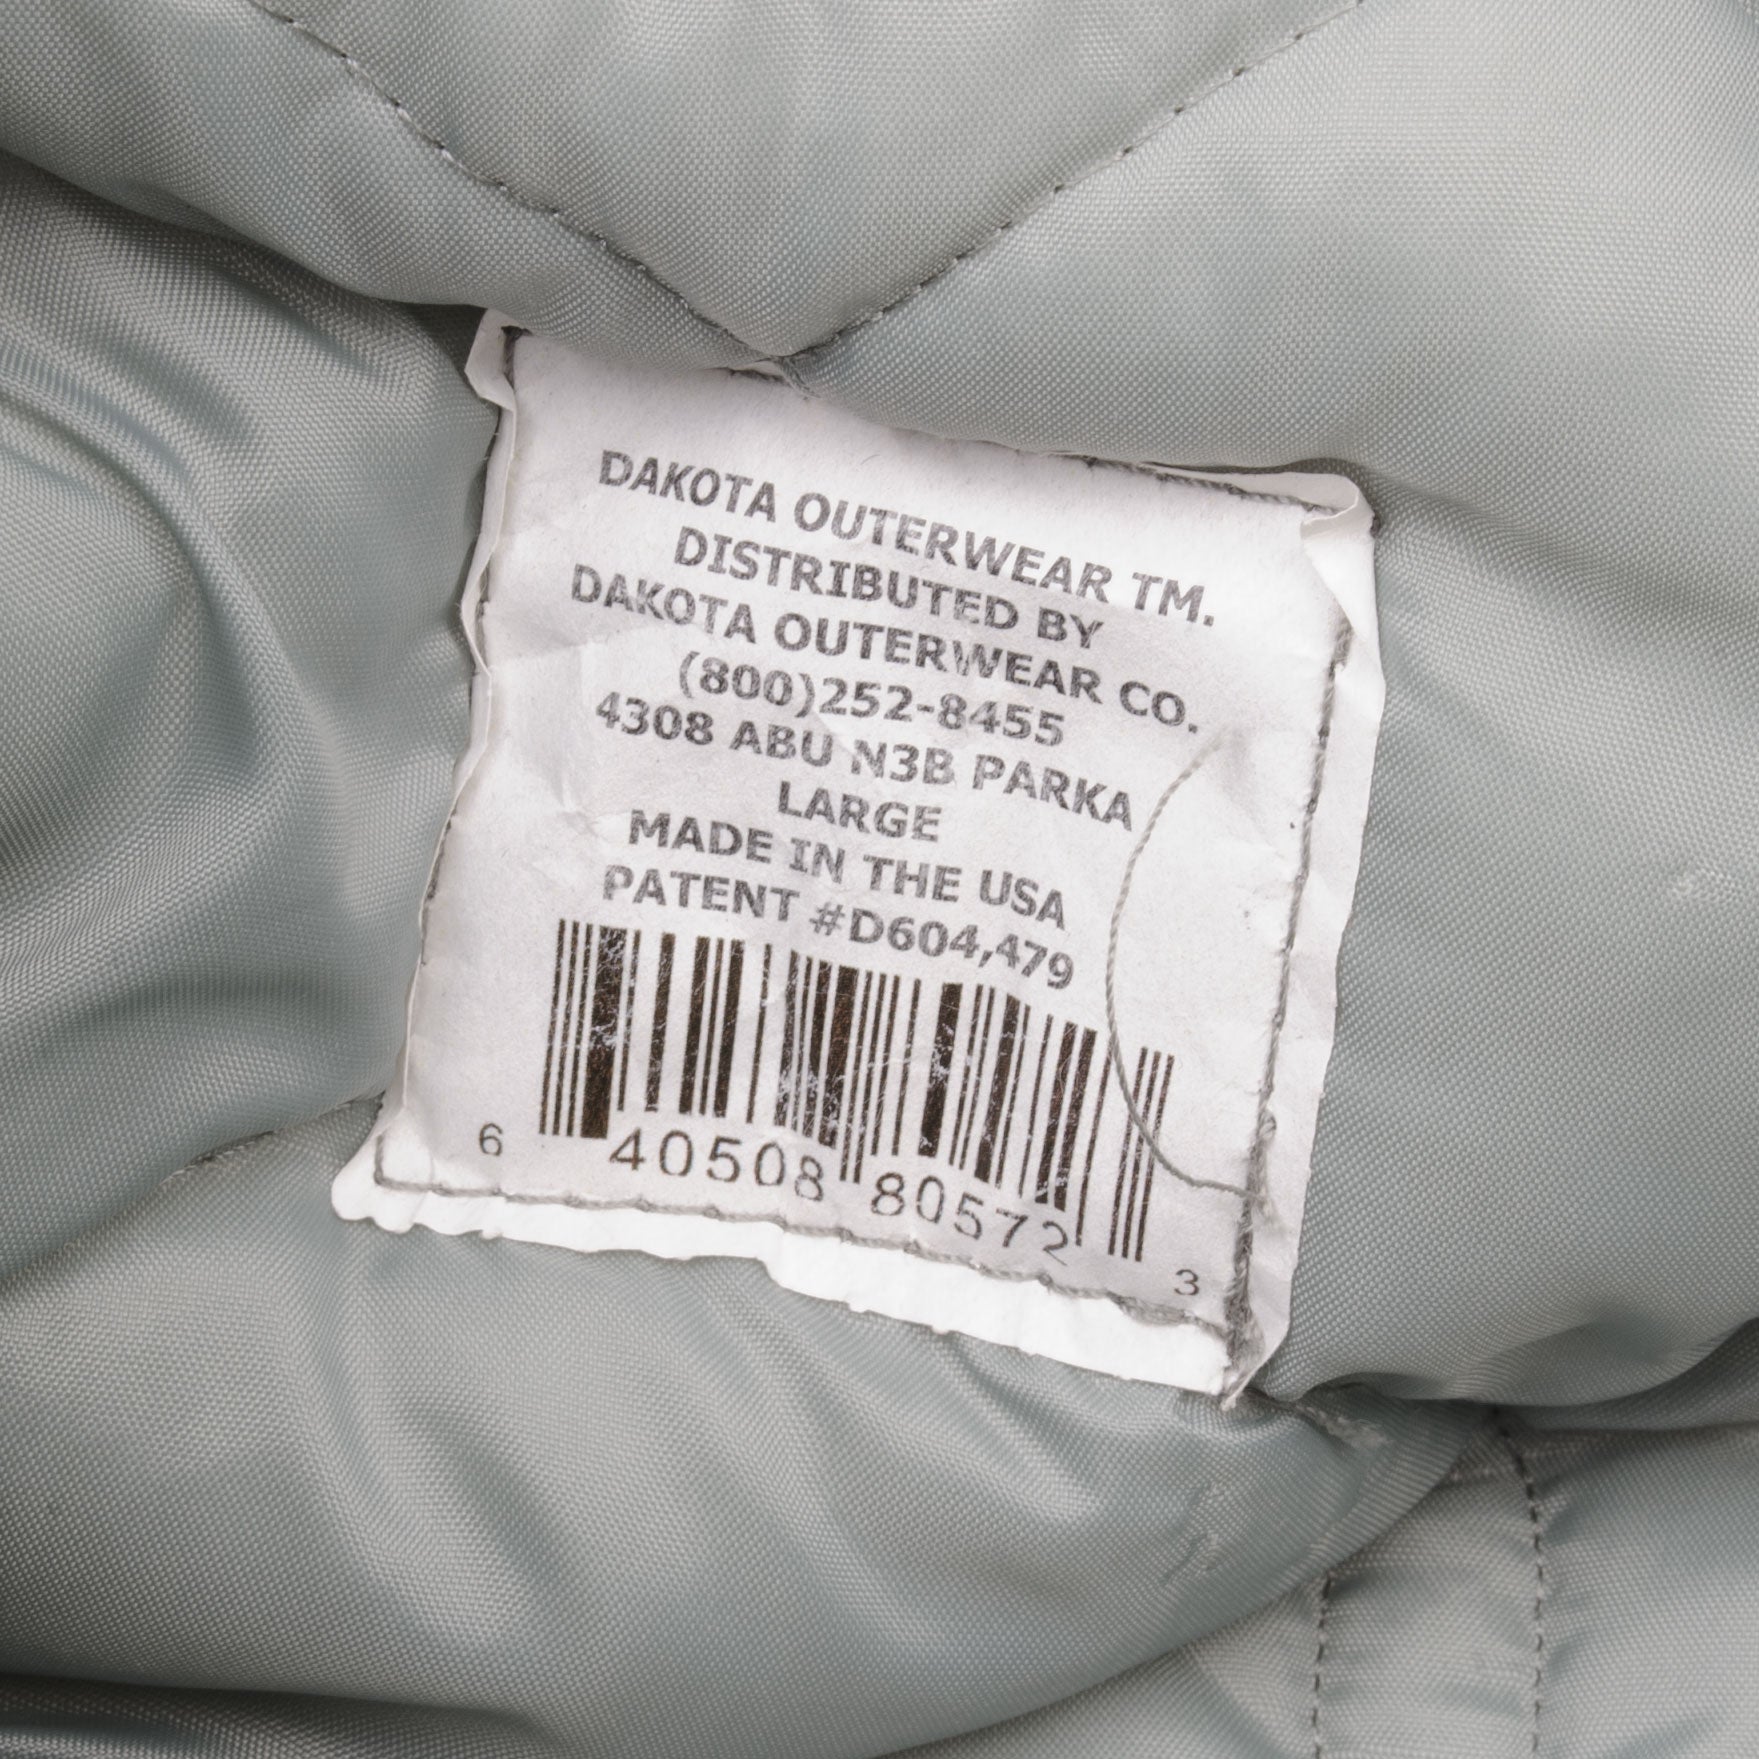 DAKOTA OUTERWEAR TM.
DISTRIBUTED BY
DAKOTA OUTERWEAR CO.
(800)252-8455
4308 ABU N3B PARKA
LARGE
MADE IN THE USA
PATENT #D604,479
6 40508 80572 3